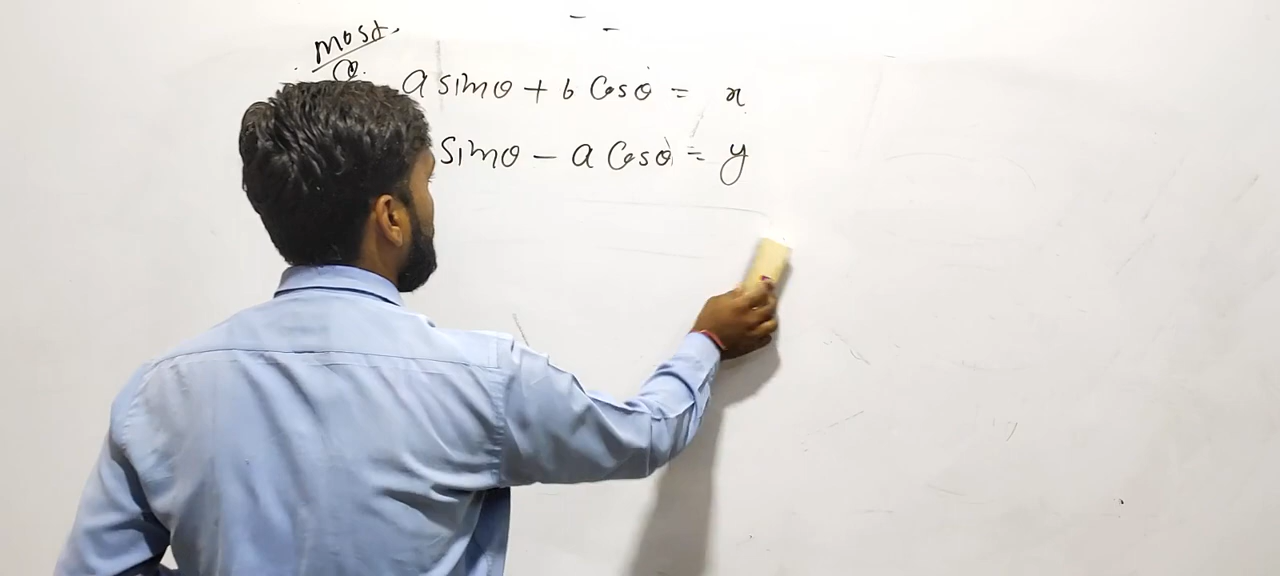 most.
Q.
a sinθ + b cosθ = x
sinθ - a cosθ = y